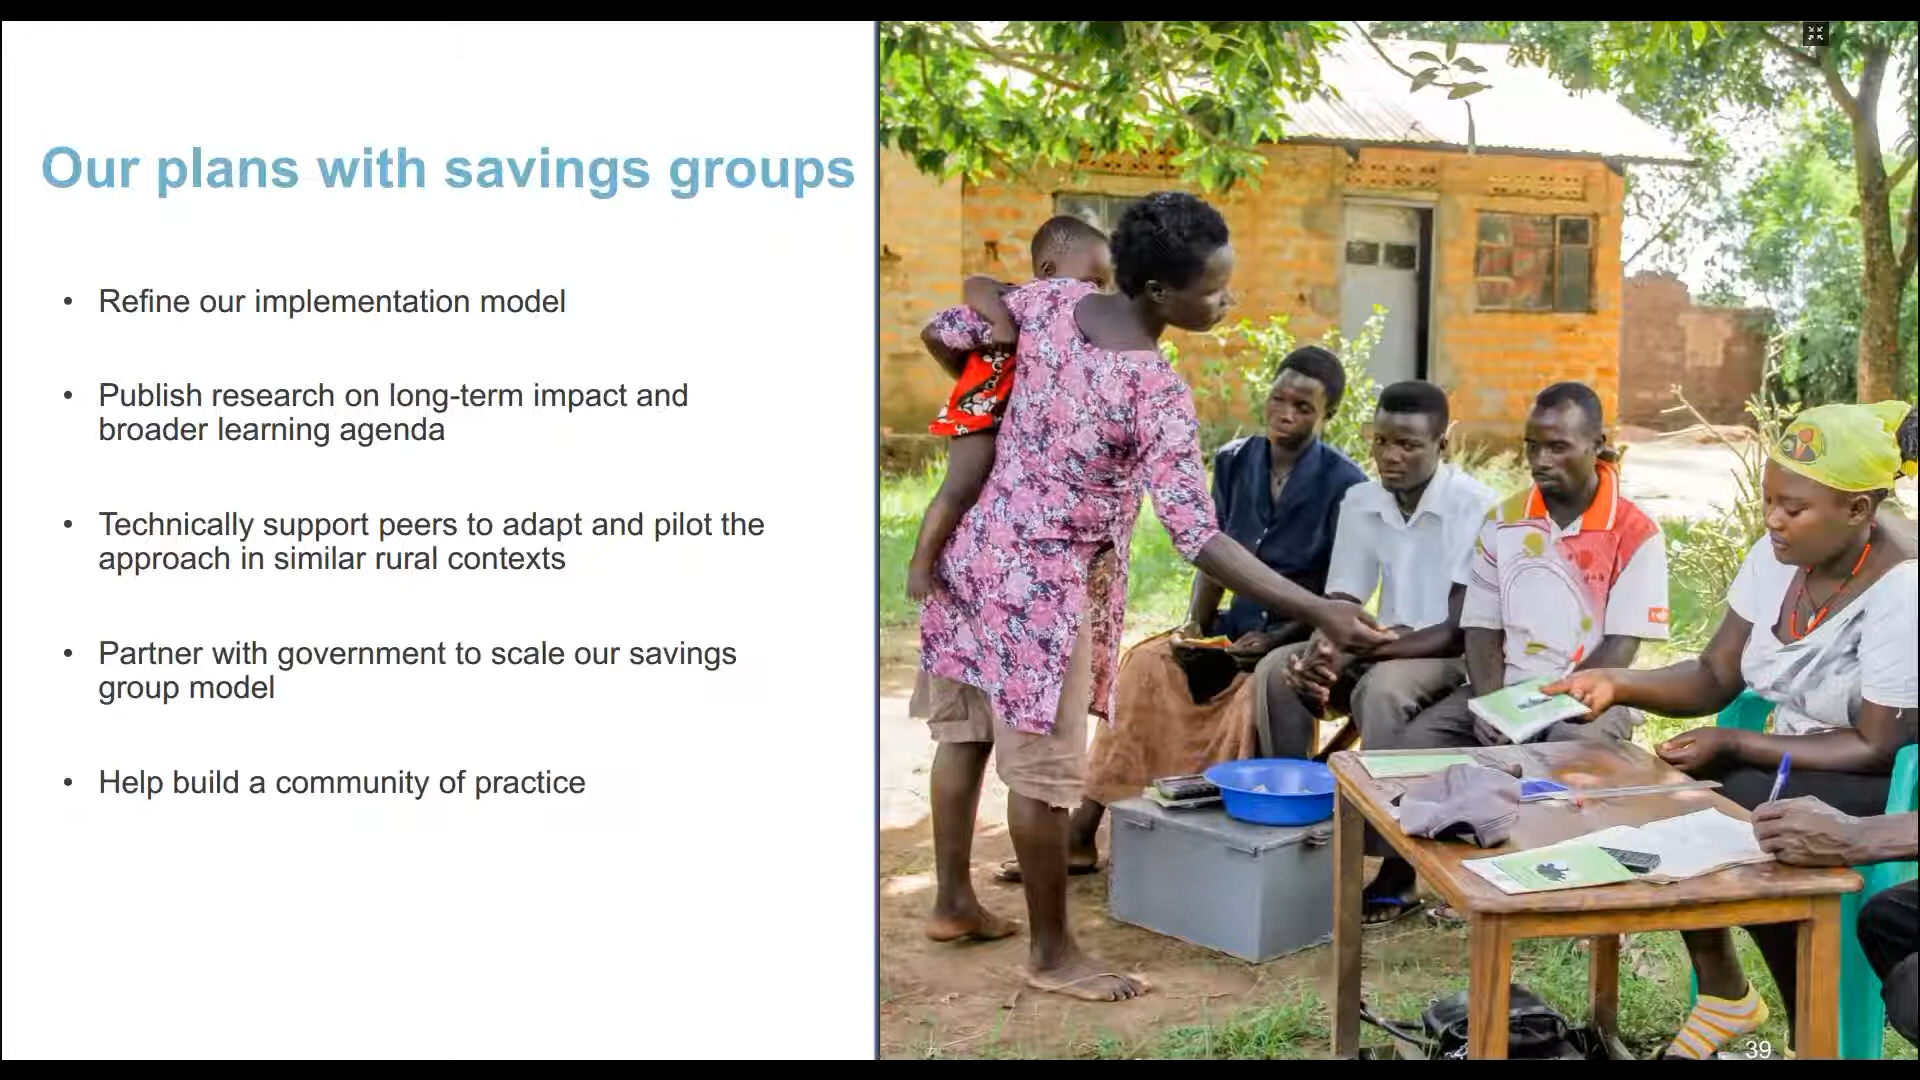 Our plans with savings groups
• Refine our implementation model
• Publish research on long-term impact and
broader learning agenda
• Technically support peers to adapt and pilot the
approach in similar rural contexts
• Partner with government to scale our savings
group model
• Help build a community of practice
39